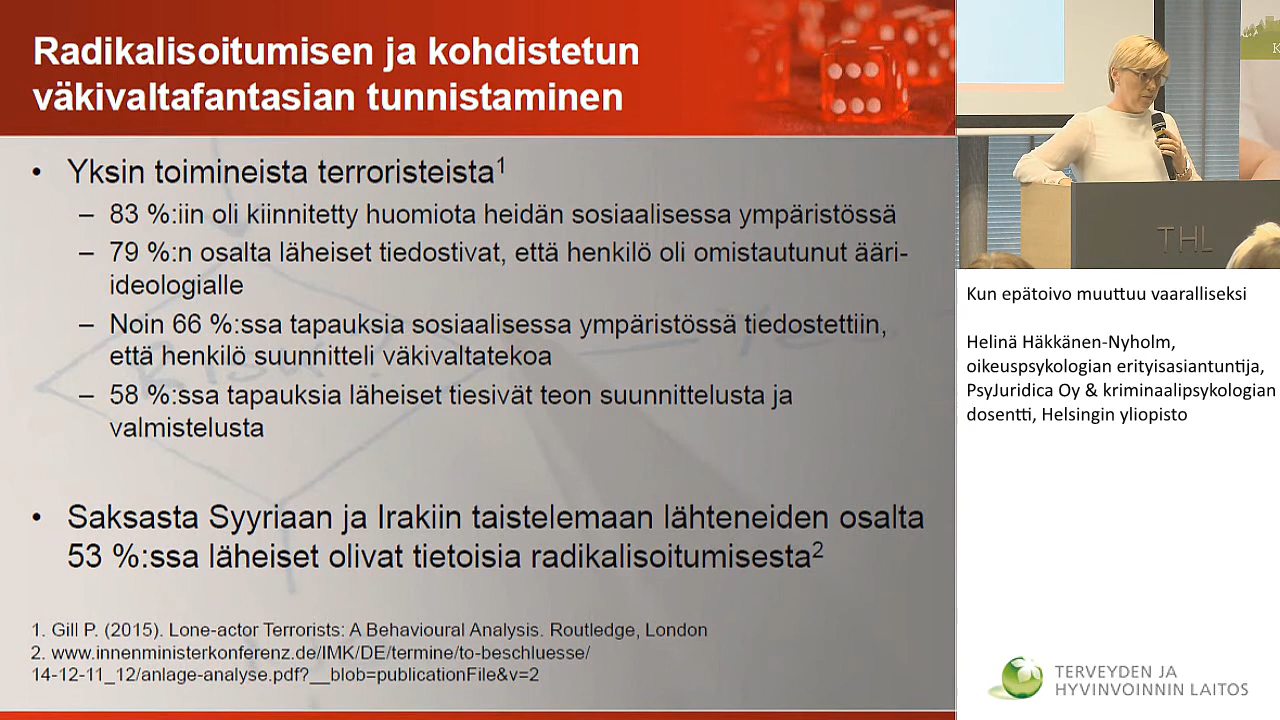 Radikalisoitumisen ja kohdistetun
väkivaltafantasian tunnistaminen
• Yksin toimineista terroristeista1
– 83 %:iin oli kiinnitetty huomiota heidän sosiaalisessa ympäristössä
– 79 %:n osalta läheiset tiedostivat, että henkilö oli omistautunut ääri-
ideologialle
– Noin 66 %:ssa tapauksia sosiaalisessa ympäristössä tiedostettiin,
että henkilö suunnitteli väkivaltatekoa
– 58 %:ssa tapauksia läheiset tiesivät teon suunnittelusta ja
valmistelusta
• Saksasta Syyriaan ja Irakiin taistelemaan lähteneiden osalta
53 %:ssa läheiset olivat tietoisia radikalisoitumisesta2
1. Gill P. (2015). Lone-actor Terrorists: A Behavioural Analysis. Routledge, London
2. www.innenministerkonferenz.de/IMK/DE/termine/to-beschluesse/
14-12-11_12/anlage-analyse.pdf?__blob=publicationFile&v=2
THL
Kun epätoivo muuttuu vaaralliseksi
Helinä Häkkänen-Nyholm,
oikeuspsykologian erityisasiantuntija,
PsyJuridica Oy & kriminaalipsykologian
dosentti, Helsingin yliopisto
TERVEYDEN JA
HYVINVOINNIN LAITOS